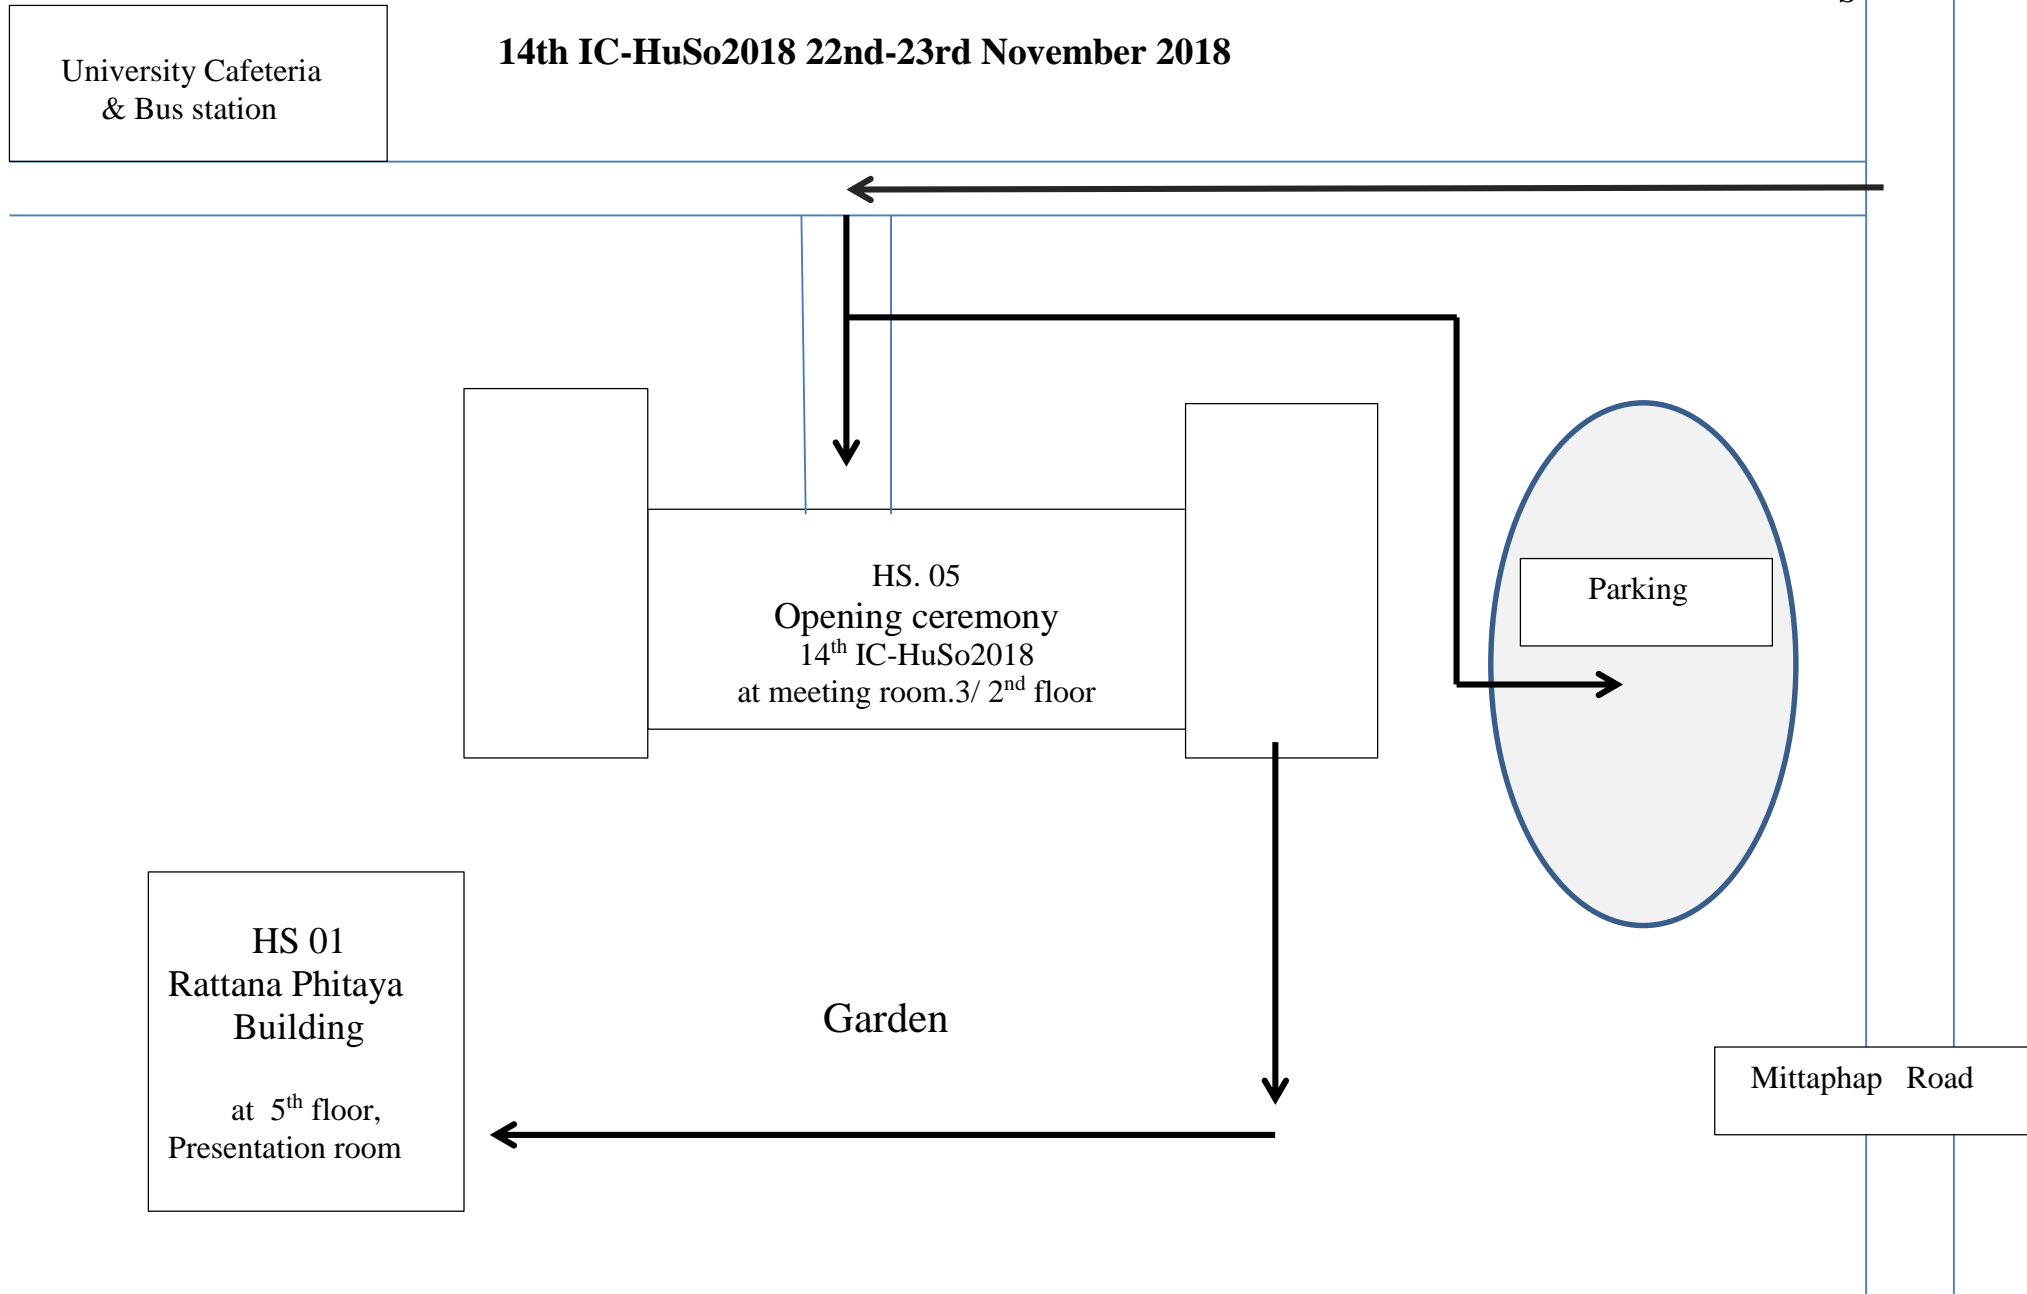 University Cafeteria
& Bus station
14th IC-HuSo2018 22nd-23rd November 2018
HS. 05
Opening ceremony
14th IC-HuSo2018
at meeting room.3/ 2nd floor
Parking
HS 01
Rattana Phitaya
Building
at 5th floor,
Presentation room
Garden
Mittaphap Road